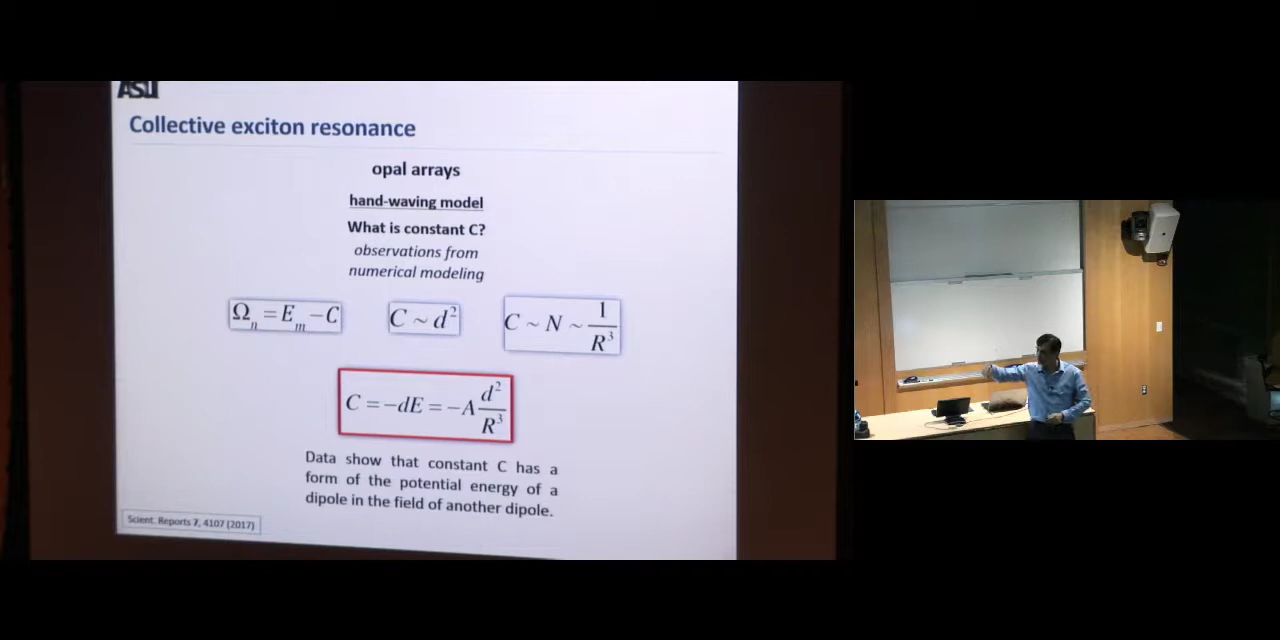 ASU
Collective exciton resonance
opal arrays
hand-waving model
What is constant C?
observations from
numerical modeling
Ωₙ = Eₘ − C
C ~ d²
C ~ N ~ 1/R³
C = −dE = −A d²/R³
Data show that constant C has a
form of the potential energy of a
dipole in the field of another dipole.
Scient. Reports 7, 4107 (2017)